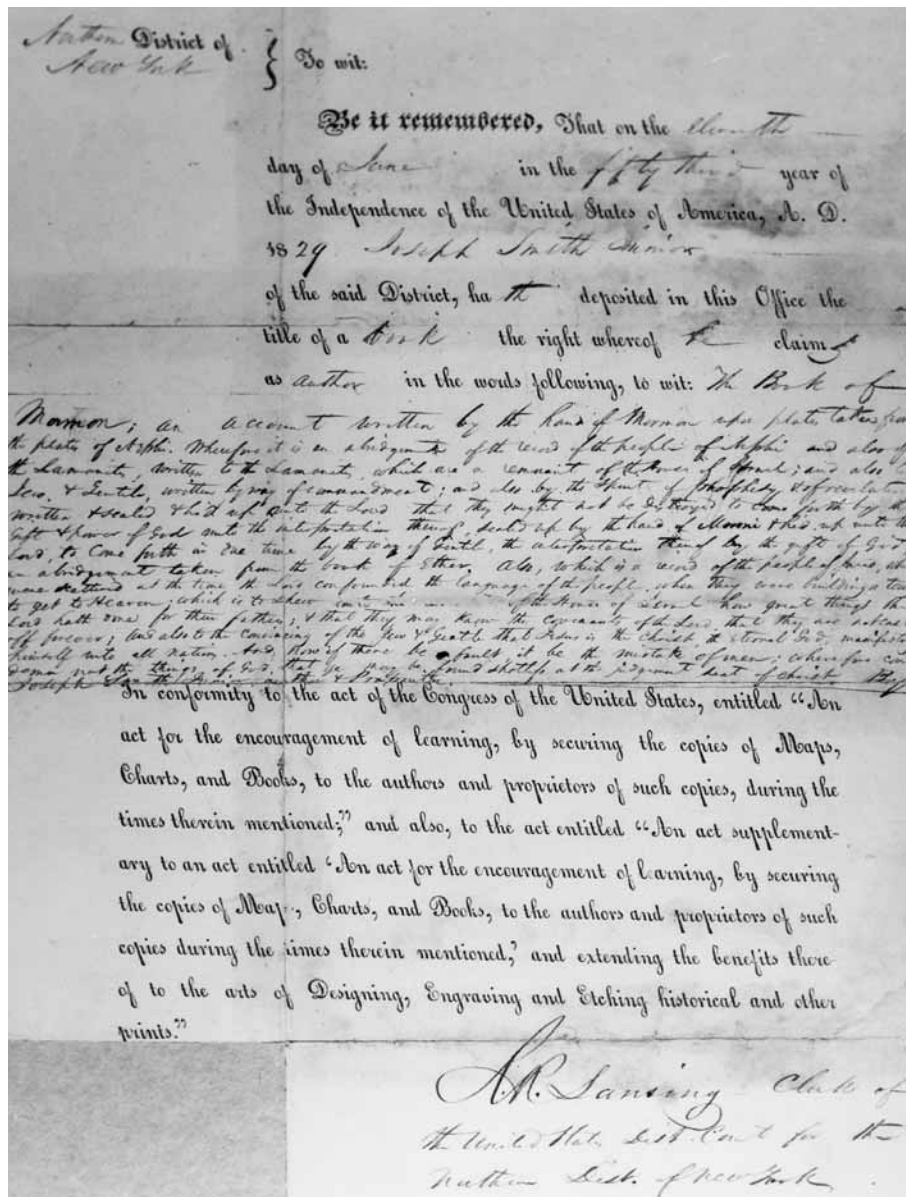 Northern District of
New York
To wit:
Be it remembered, That on the eleventh
day of June in the fifty third year of
the Independence of the United States of America, A. D.
1829 Joseph Smith Junior
of the said District, hath deposited in this Office the
title of a book the right whereof he claims
as author in the words following, to wit: The Book of
Mormon; an account written by the hand of Mormon upon plates taken from
the plates of Nephi. Wherefore it is an abridgment of the record of the people of Nephi and also of
the Lamanites, written to the Lamanites, which are a remnant of the House of Israel; and also to
Jew, & Gentile, written by way of commandment; and also by the Spirit of prophesy & of revelation
written & sealed & hid up unto the Lord that they might not be destroyed to come forth by the
gift & power of God unto the interpretation thereof, sealed up by the hand of Moroni & hid up unto the
Lord, to come forth in due time by the way of Gentile, the interpretation thereof by the gift of God
an abridgment taken from the book of Ether. Also, which is a record of the people of
were scattered at the time the Lord confounded the language of the people, when they were building a tower
to get to Heaven; which is to shew of the House of Israel how great things the
Lord hath done for their fathers; & that they may know the covenants of the Lord, that they are not cast
off forever; and also to the convincing of the Jew & Gentile that Jesus is the Christ the Eternal God, manifesting
himself unto all nations. And now if there be a fault it be the mistake of men; wherefore con
demn not the things of God, that ye may be found spotless at the judgment seat of Christ By
Joseph Smith Junior author & proprietor
In conformity to the act of the Congress of the United States, entitled “An
act for the encouragement of learning, by securing the copies of Maps,
Charts, and Books, to the authors and proprietors of such copies, during the
times therein mentioned;” and also, to the act entitled “An act supplement-
ary to an act entitled ‘An act for the encouragement of learning, by securing
the copies of Maps, Charts, and Books, to the authors and proprietors of such
copies during the times therein mentioned,’ and extending the benefits there-
of to the arts of Designing, Engraving and Etching historical and other
prints.”
R. R. Lansing Clerk of
the United States Dist. Court for the
Northern Dist. of New York.